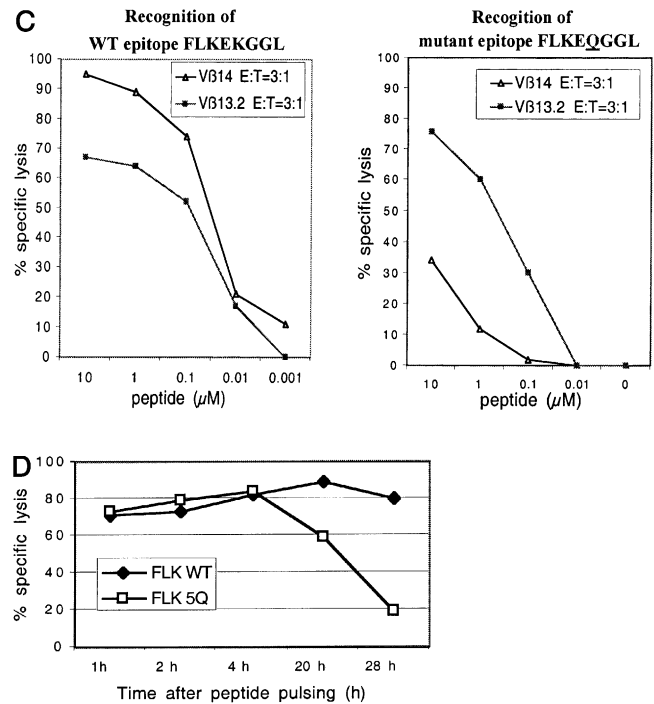 C
Recognition of
WT epitope FLKEKGGL
% specific lysis
100
90
80
70
60
50
40
30
20
10
0
Vß14 E:T=3:1
Vß13.2 E:T=3:1
10 1 0.1 0.01 0.001
peptide (µM)
Recogition of
mutant epitope FLKEQGGL
% specific lysis
100
90
80
70
60
50
40
30
20
10
0
Vß14 E:T=3:1
Vß13.2 E:T=3:1
10 1 0.1 0.01 0
peptide (µM)
D
% specific lysis
100
80
60
40
20
0
FLK WT
FLK 5Q
1h 2 h 4 h 20 h 28 h
Time after peptide pulsing (h)